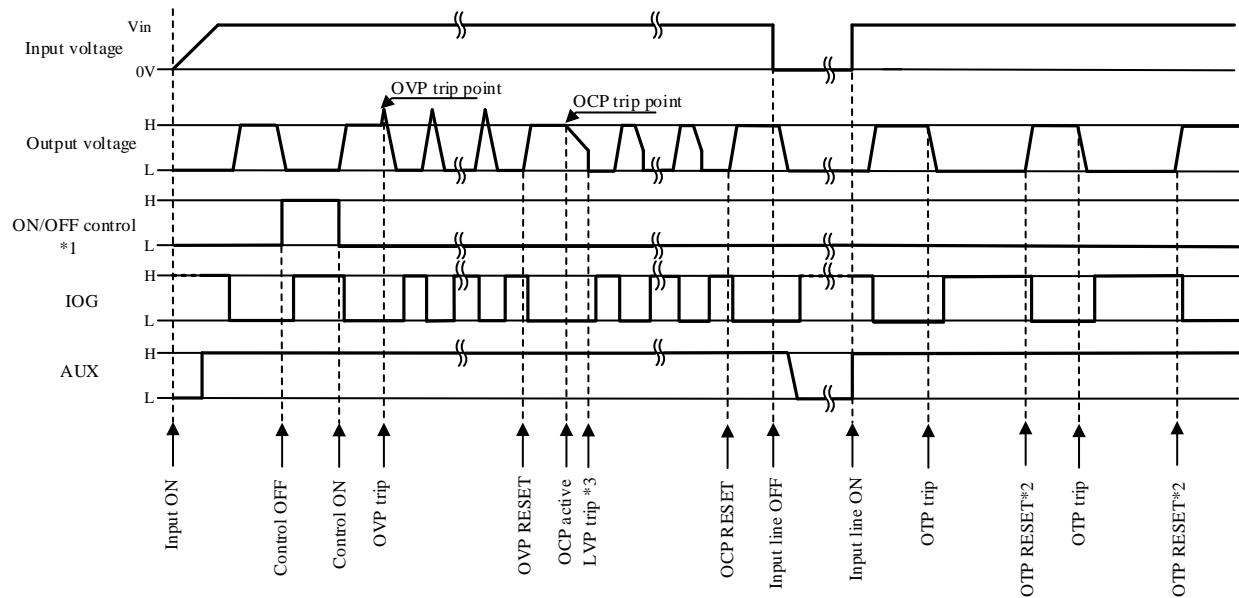 Vin
Input voltage
0V
OVP trip point
OCP trip point
H
Output voltage
L
H
ON/OFF control
*1
L
H
IOG
L
H
AUX
L
Input ON
Control OFF
Control ON
OVP trip
OVP RESET
OCP active
LVP trip *3
OCP RESET
Input line OFF
Input line ON
OTP trip
OTP RESET*2
OTP trip
OTP RESET*2